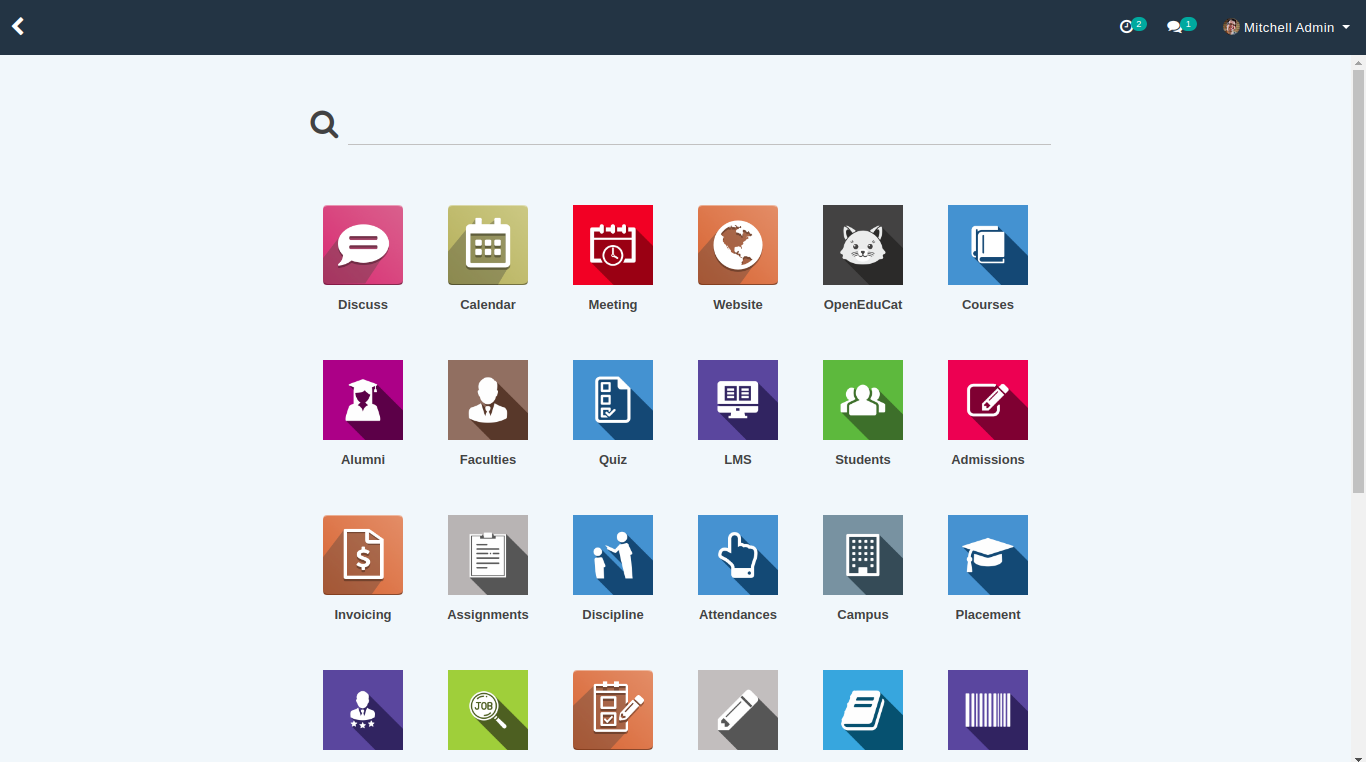 2
1
Mitchell Admin
Discuss
Calendar
Meeting
Website
OpenEduCat
Courses
Alumni
Faculties
Quiz
LMS
Students
Admissions
Invoicing
Assignments
Discipline
Attendances
Campus
Placement
JOB